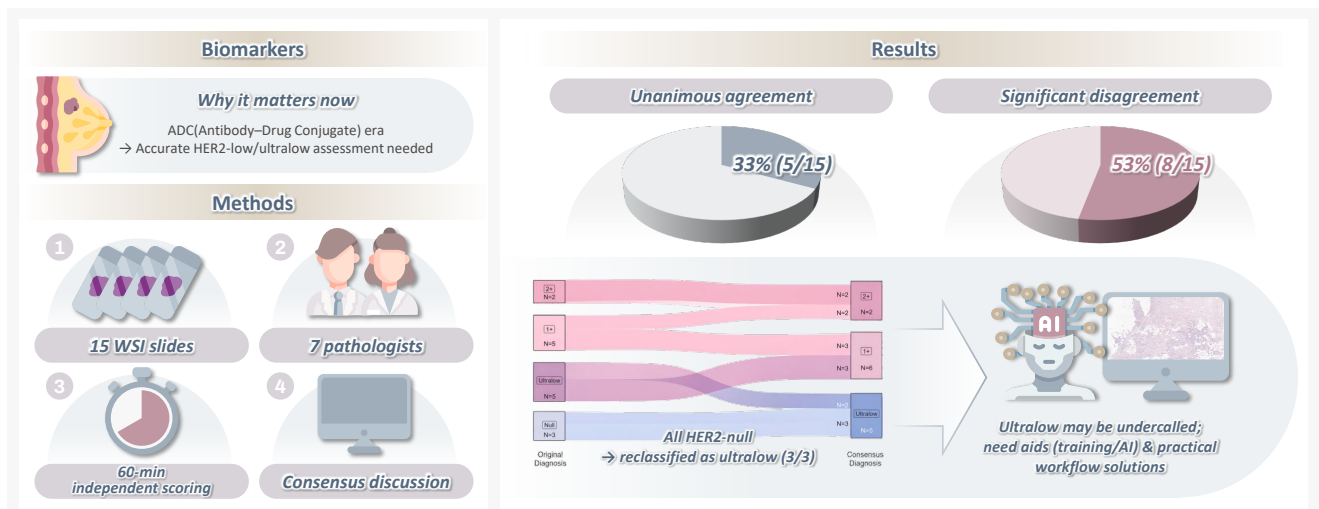 Biomarkers
Why it matters now
ADC(Antibody–Drug Conjugate) era
→ Accurate HER2-low/ultralow assessment needed
Methods
1
15 WSI slides
2
7 pathologists
3
60-min
independent scoring
4
Consensus discussion
Results
Unanimous agreement
33% (5/15)
Significant disagreement
53% (8/15)
2+
N=2
1+
N=5
Ultralow
N=5
Null
N=3
Original
Diagnosis
N=2
N=2
N=3
N=3
N=3
2+
N=2
1+
N=6
Ultralow
Consensus
Diagnosis
All HER2-null
→ reclassified as ultralow (3/3)
AI
Ultralow may be undercalled;
need aids (training/AI) & practical
workflow solutions